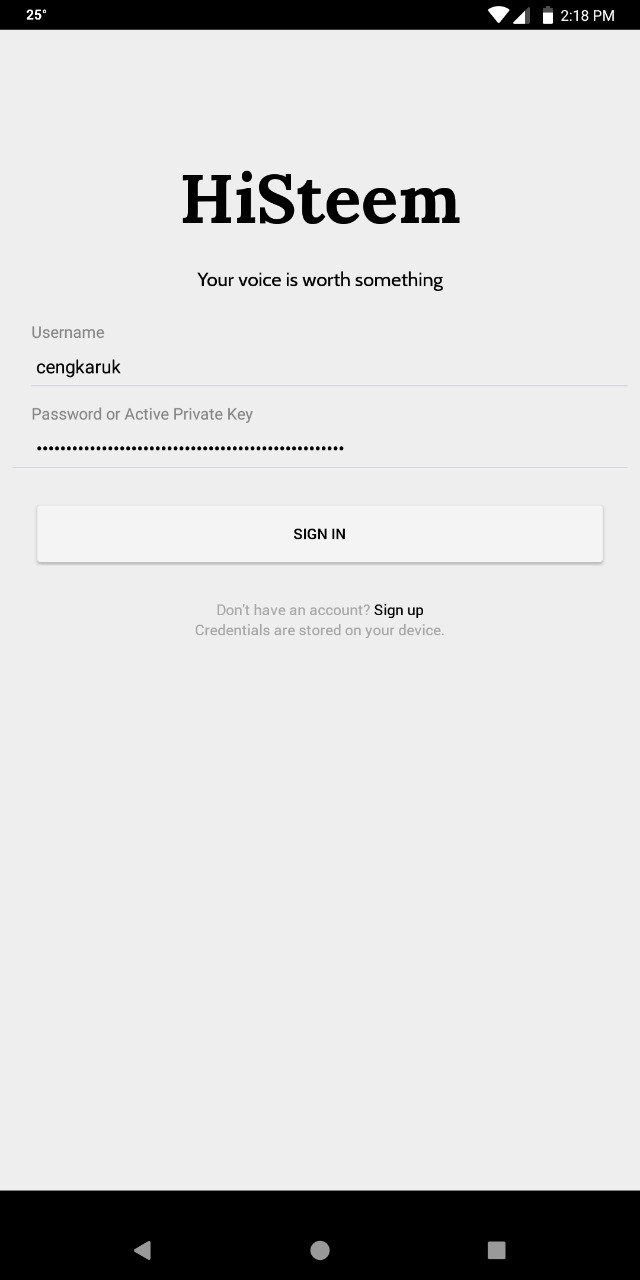 25°
2:18 PM
HiSteem
Your voice is worth something
Username
cengkaruk
Password or Active Private Key
••••••••••••••••••••••••••••••••••••••••••••••••••••
SIGN IN
Don't have an account? Sign up
Credentials are stored on your device.